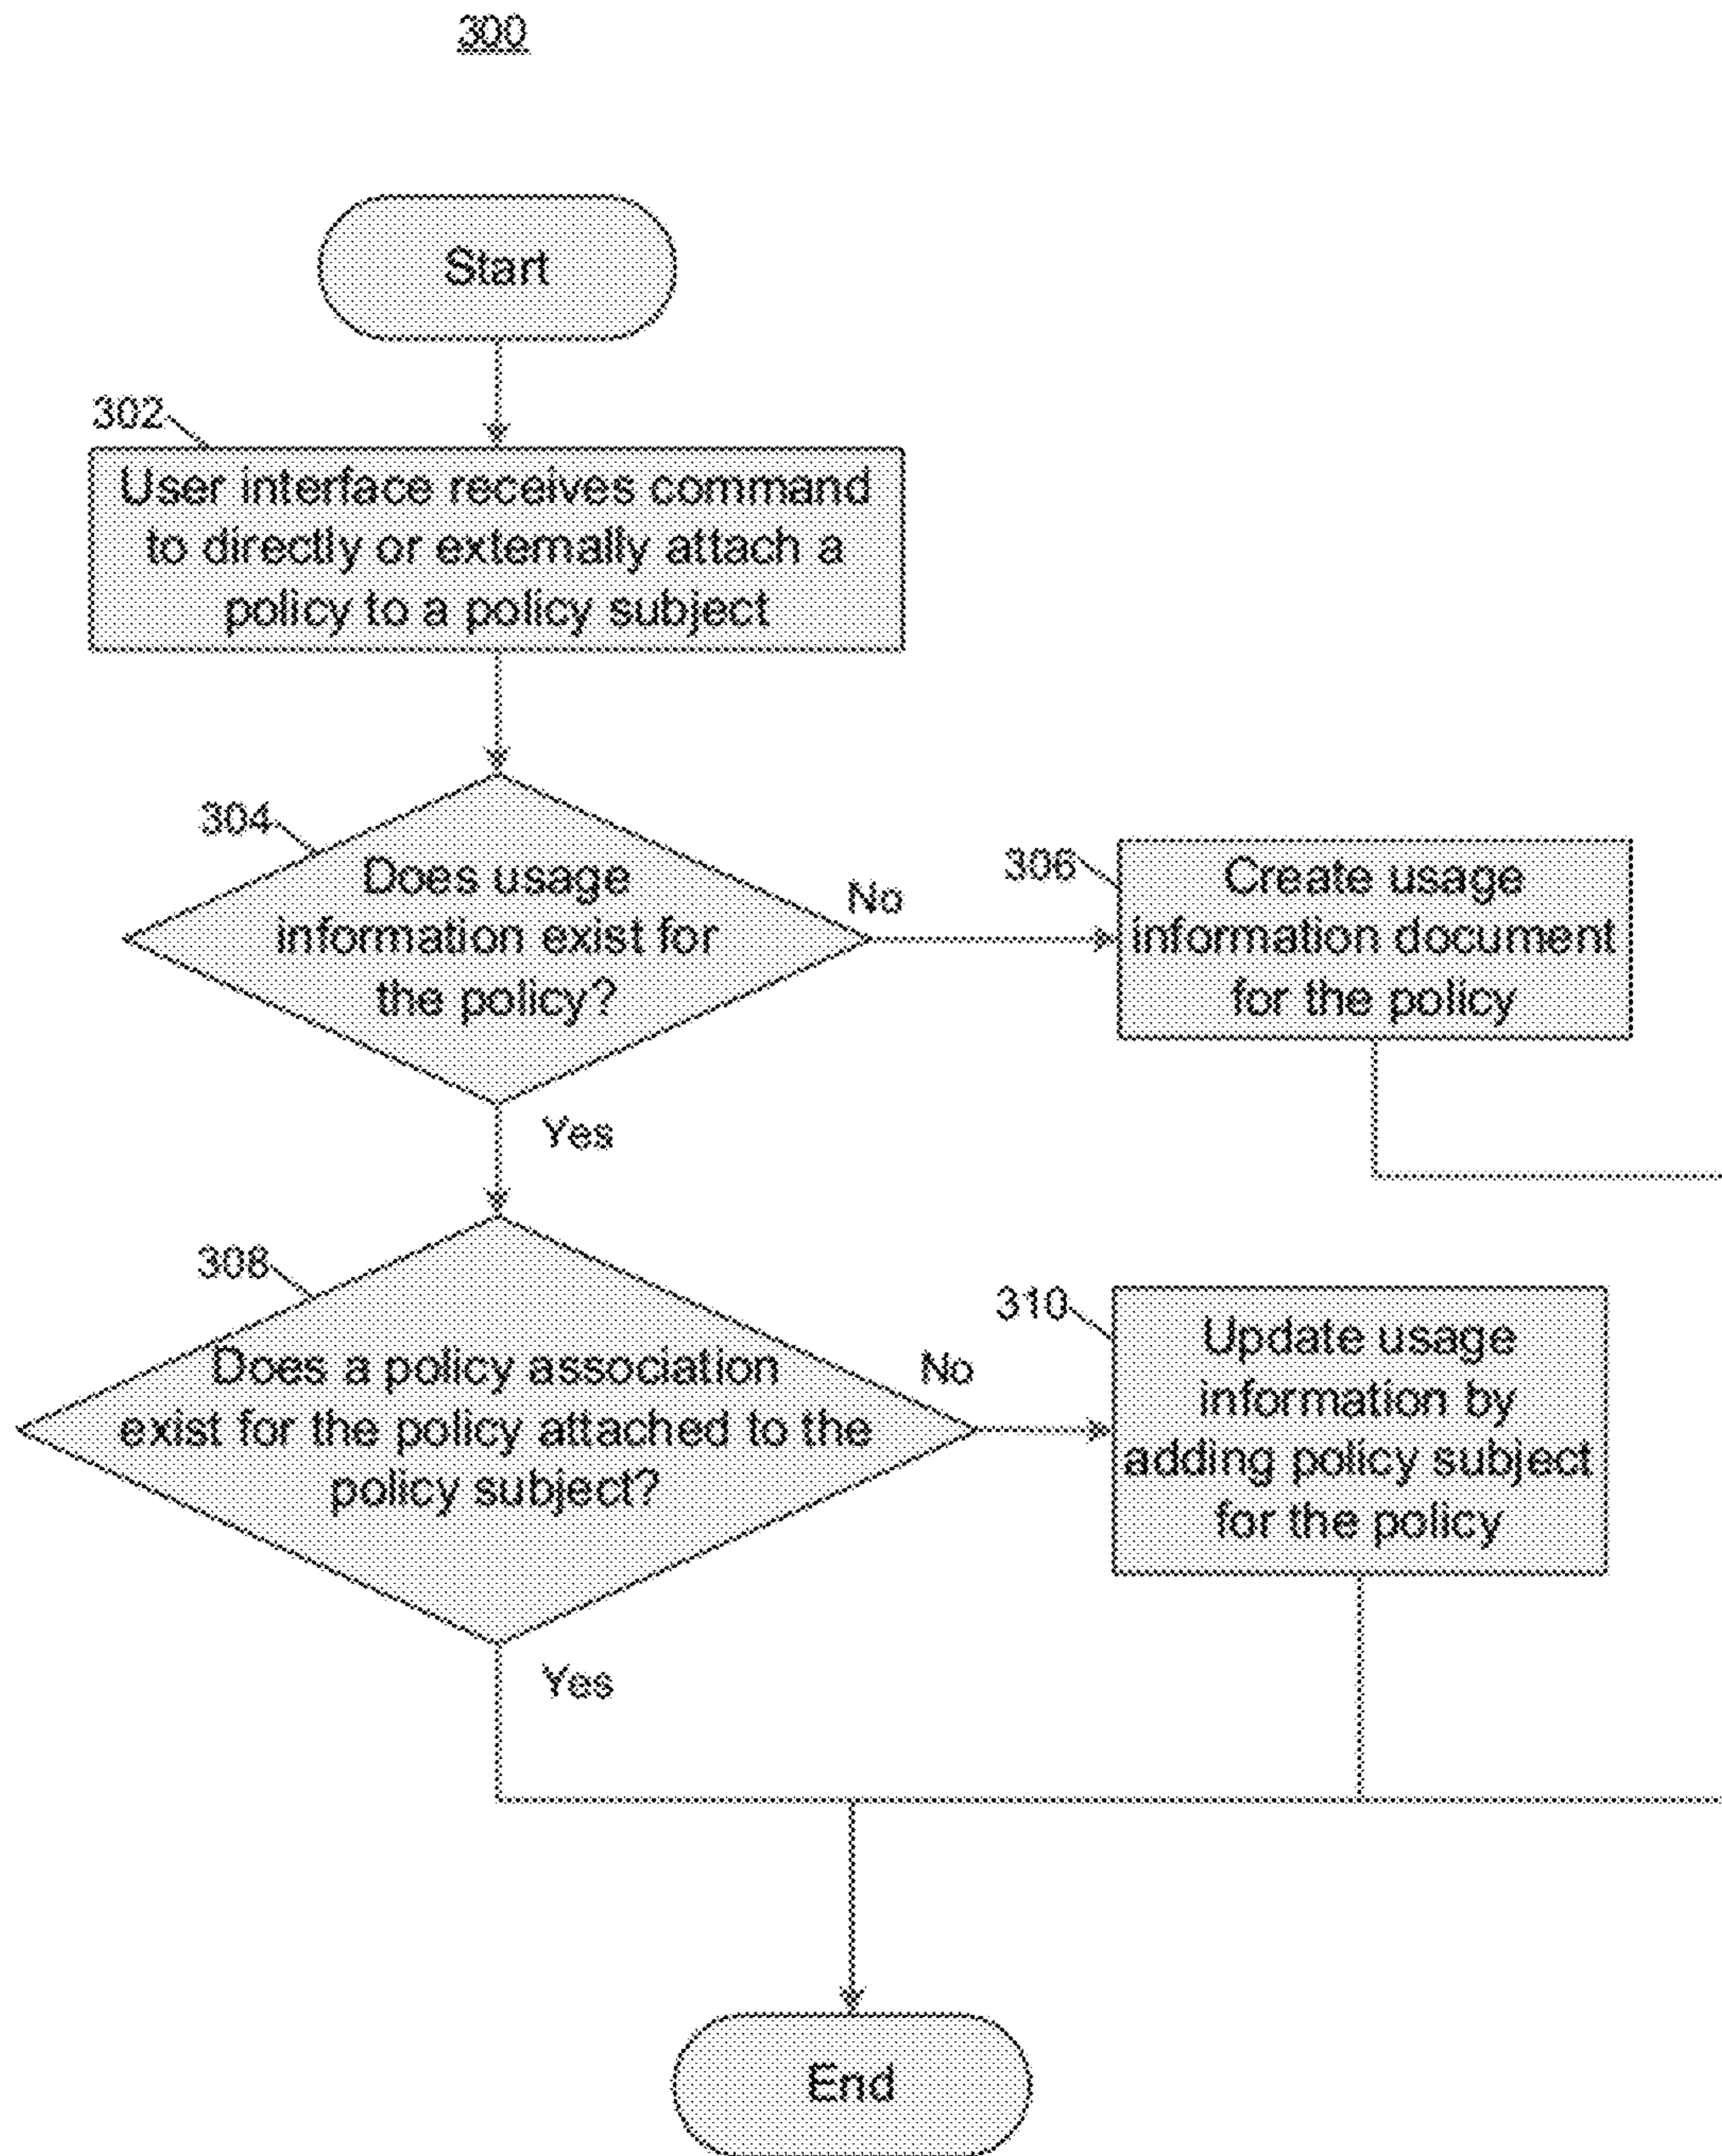 300
Start
302
User interface receives command
to directly or externally attach a
policy to a policy subject
304
Does usage
information exist for
the policy?
No
306
Create usage
information document
for the policy
Yes
308
Does a policy association
exist for the policy attached to the
policy subject?
No
310
Update usage
information by
adding policy subject
for the policy
Yes
End